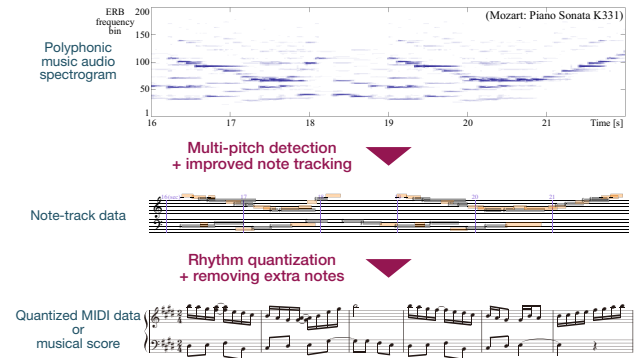 ERB
frequency
bin
200
(Mozart: Piano Sonata K331)
150
100
50
1
Polyphonic
music audio
spectrogram
16
17
18
19
20
21
Time [s]
Multi-pitch detection
+ improved note tracking
Note-track data
Rhythm quantization
+ removing extra notes
Quantized MIDI data
or
musical score